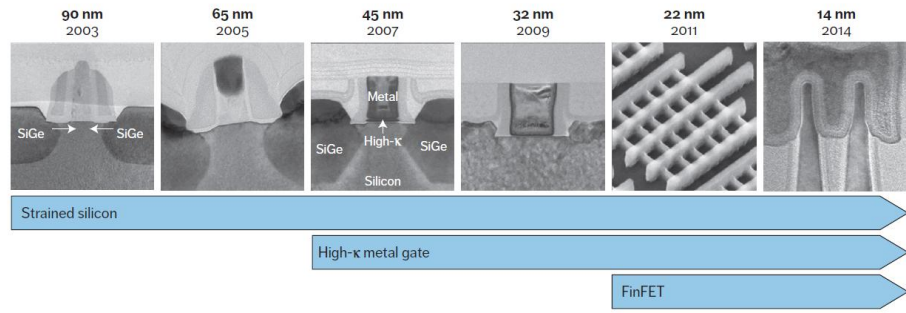 90 nm
2003
65 nm
2005
45 nm
2007
32 nm
2009
22 nm
2011
14 nm
2014
SiGe
SiGe
Metal
High-κ
SiGe
SiGe
Silicon
Strained silicon
High-κ metal gate
FinFET